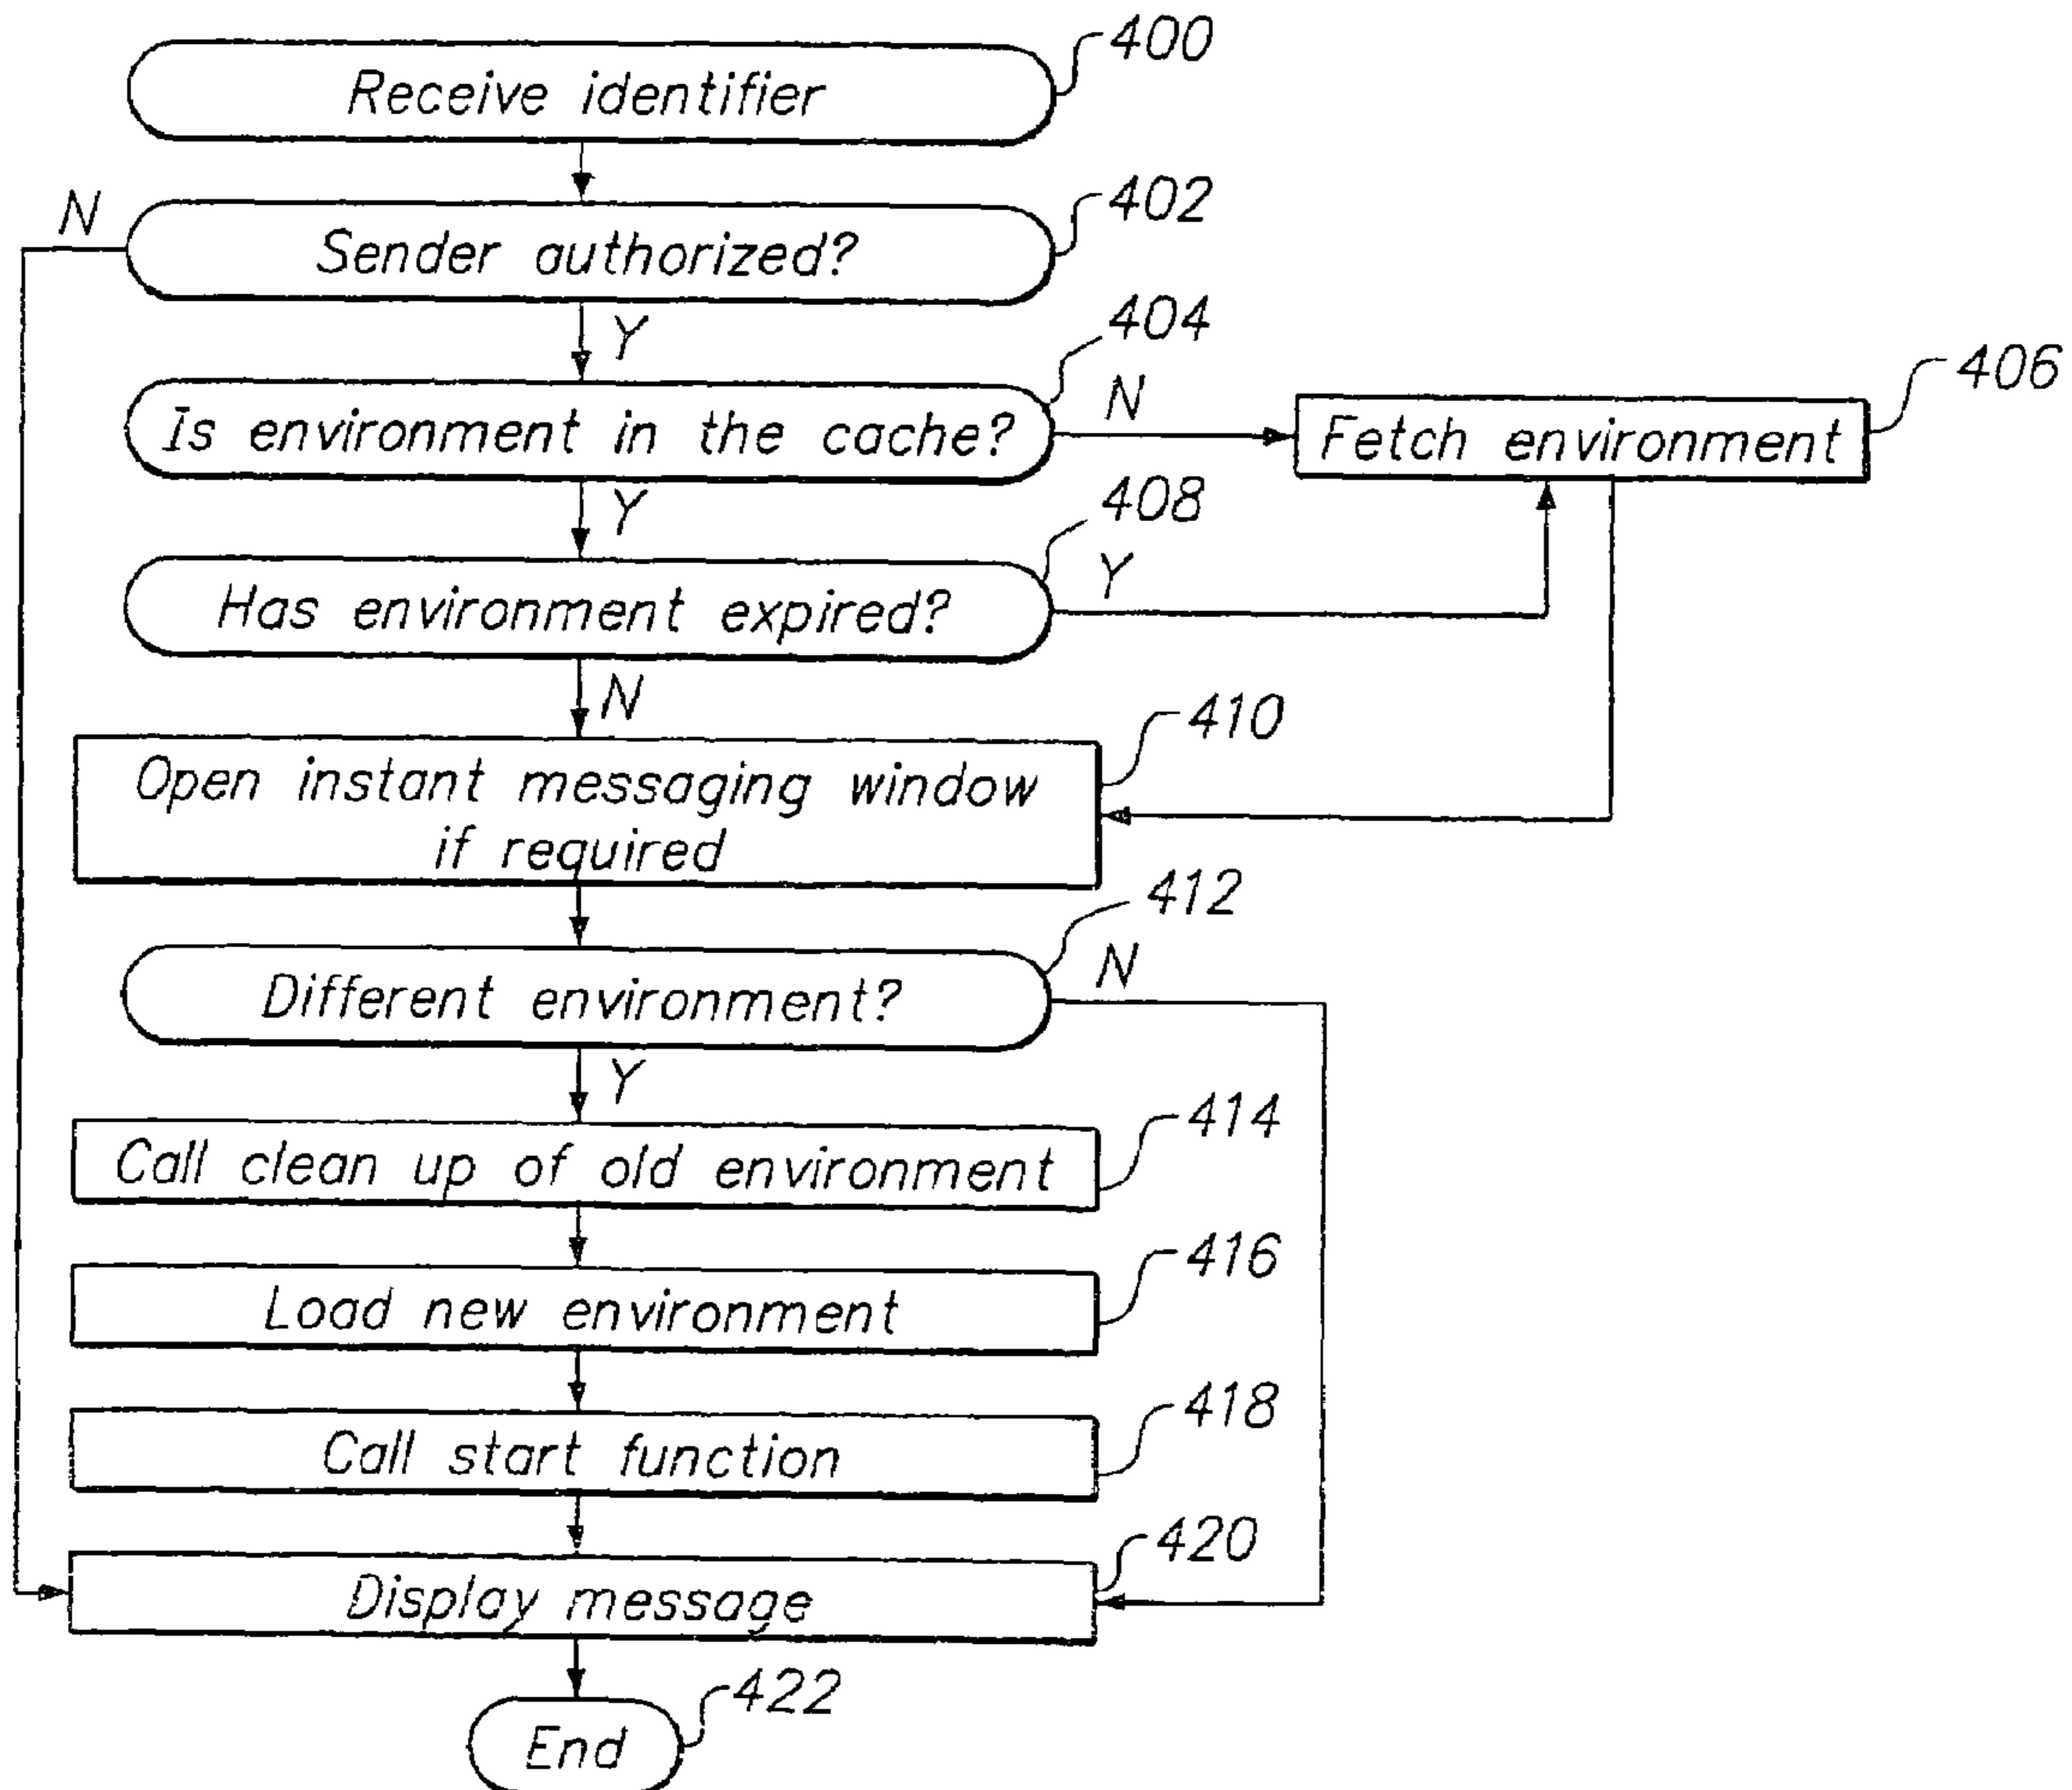 400
Receive identifier
402
N
Sender authorized?
Y
404
Is environment in the cache?
N
406
Fetch environment
Y
408
Has environment expired?
Y
N
410
Open instant messaging window
if required
412
Different environment?
N
Y
414
Call clean up of old environment
416
Load new environment
418
Call start function
420
Display message
422
End